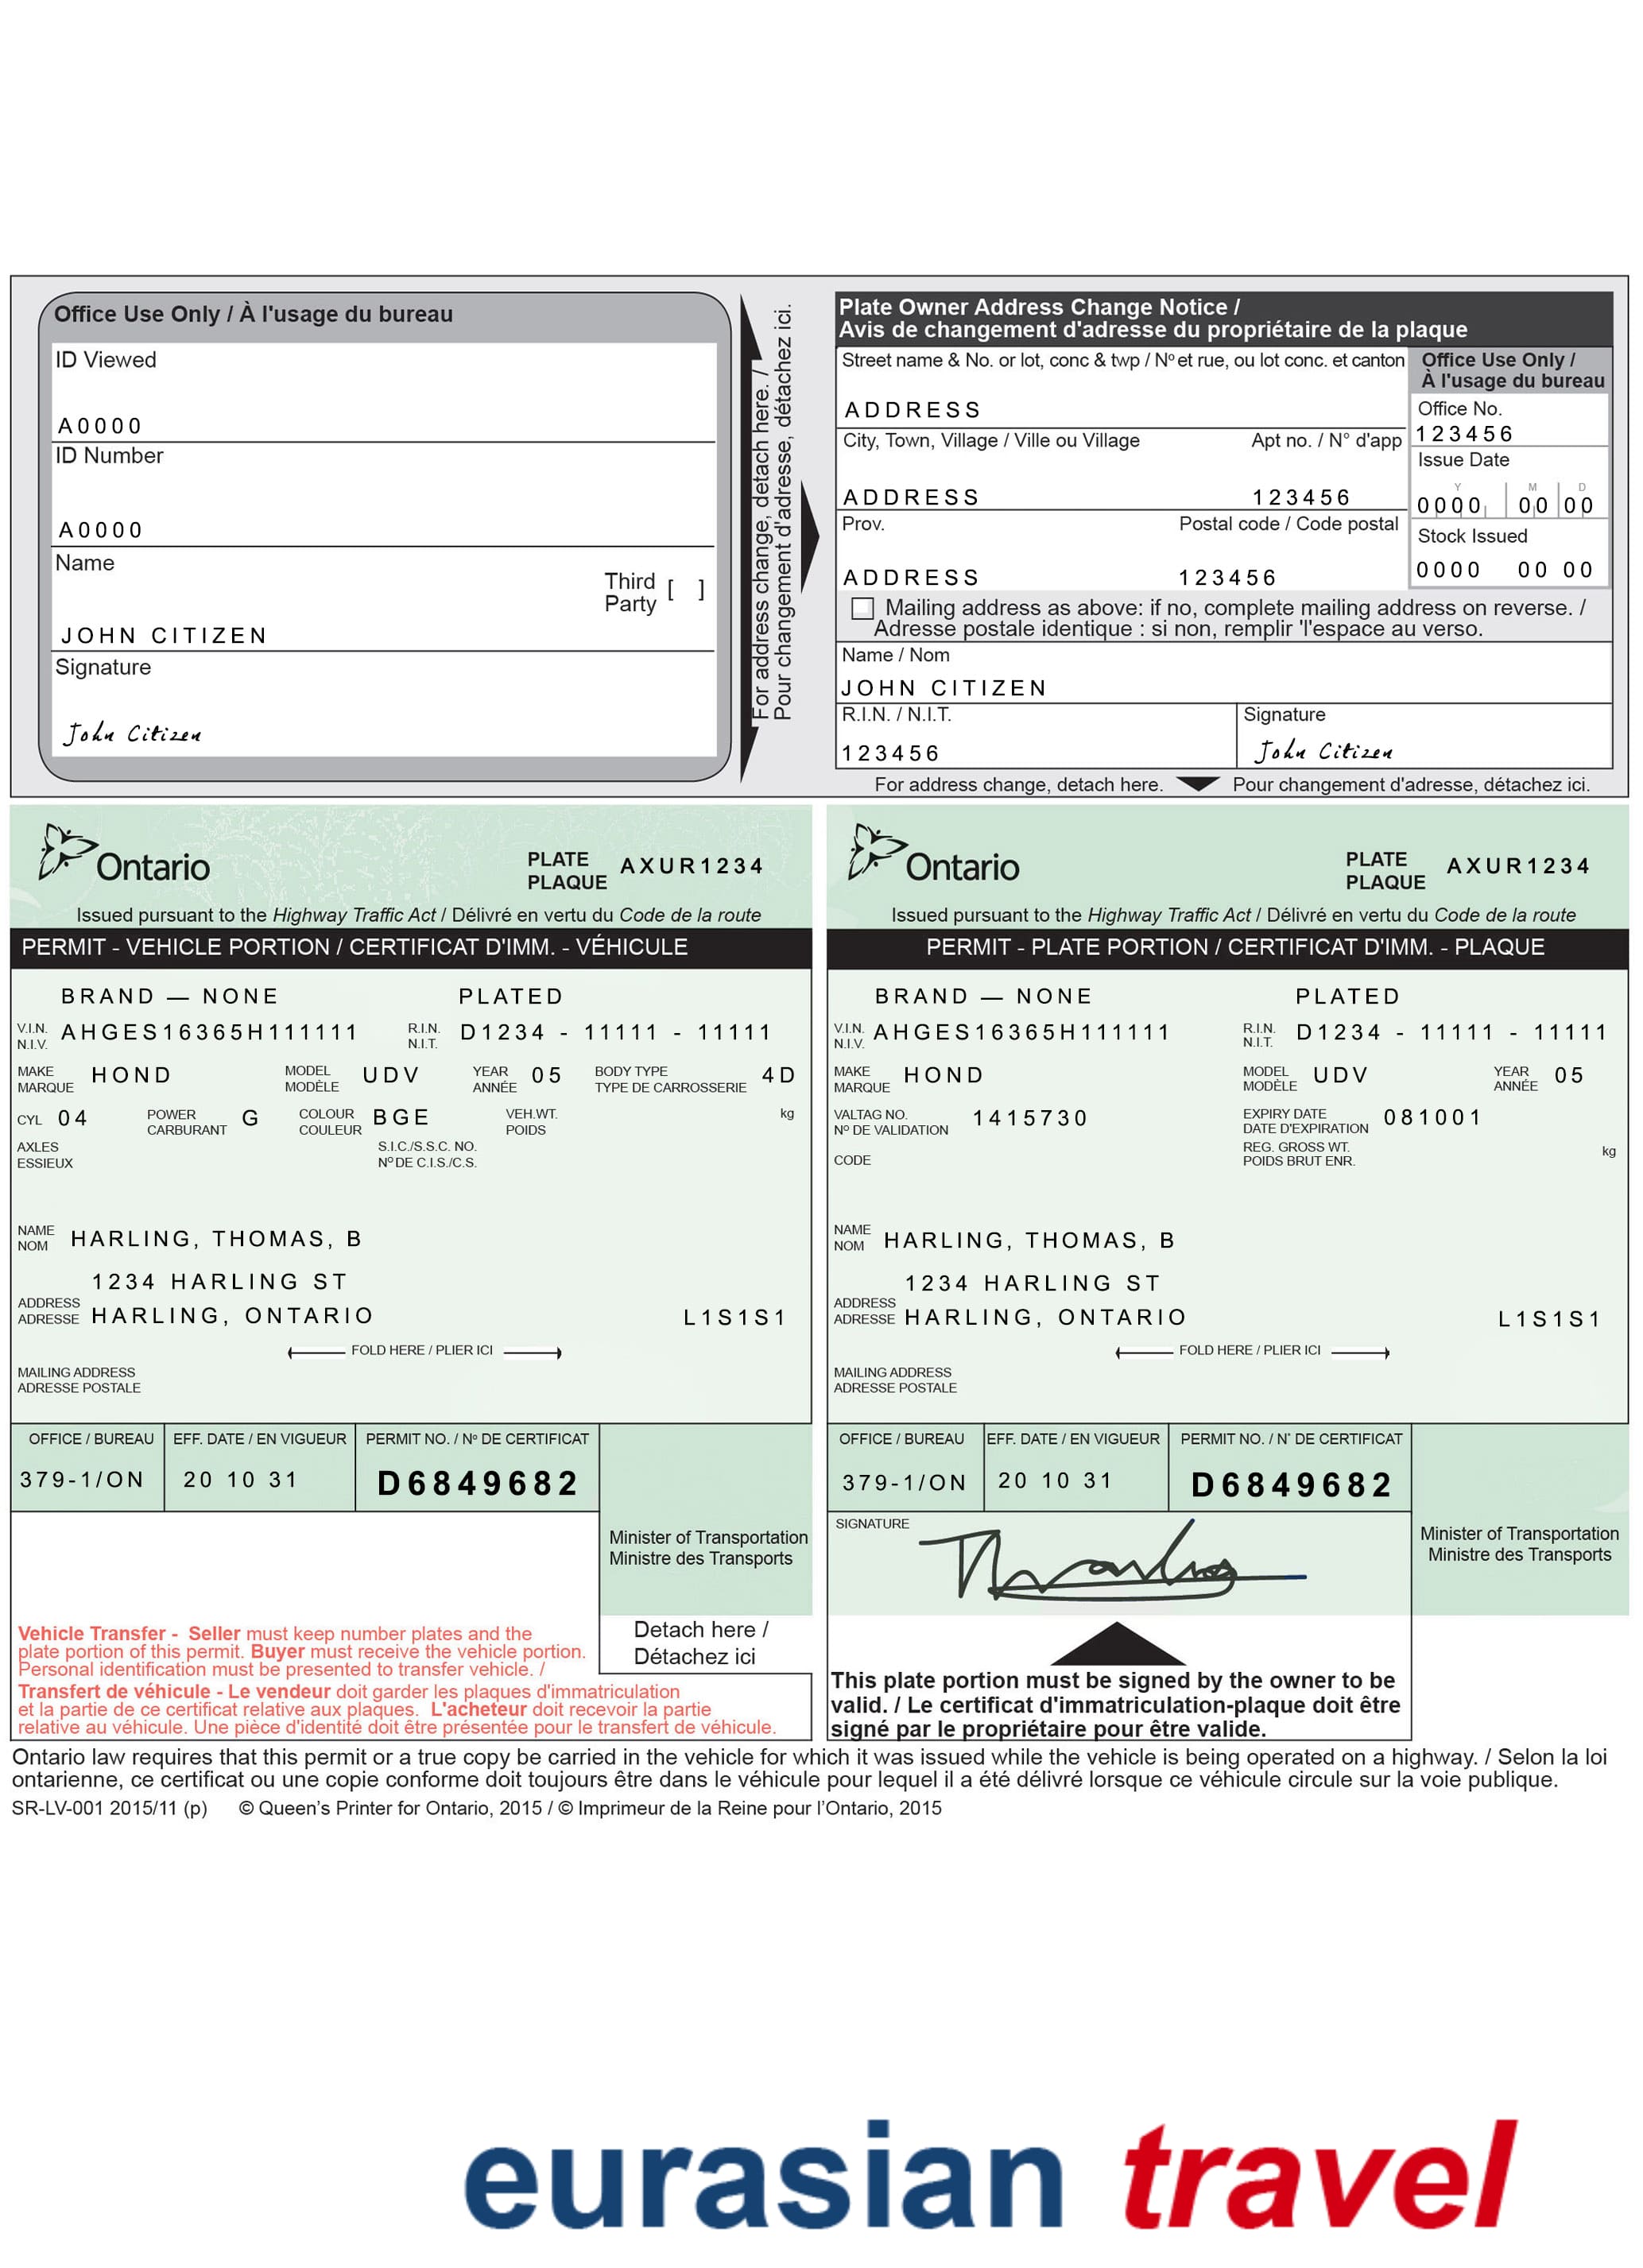 Office Use Only / À l'usage du bureau
ID Viewed
A0000
ID Number
A0000
Name
Third
Party [ ]
JOHN CITIZEN
Signature
John Citizen
For address change, detach here. /
Pour changement d'adresse, détachez ici.
Plate Owner Address Change Notice /
Avis de changement d'adresse du propriétaire de la plaque
Street name & No. or lot, conc & twp / Nº et rue, ou lot conc. et canton
ADDRESS
City, Town, Village / Ville ou Village Apt no. / N° d'app
ADDRESS 123456
Prov. Postal code / Code postal
ADDRESS 123456
Office Use Only /
À l'usage du bureau
Office No.
123456
Issue Date
Y M D
0000 00 00
Stock Issued
0000 00 00
Mailing address as above: if no, complete mailing address on reverse. /
Adresse postale identique : si non, remplir 'l'espace au verso.
Name / Nom
JOHN CITIZEN
R.I.N. / N.I.T. Signature
123456 John Citizen
For address change, detach here. Pour changement d'adresse, détachez ici.
Ontario
PLATE
PLAQUE AXUR1234
Issued pursuant to the Highway Traffic Act / Délivré en vertu du Code de la route
PERMIT - VEHICLE PORTION / CERTIFICAT D'IMM. - VÉHICULE
BRAND — NONE PLATED
V.I.N.
N.I.V. AHGES16365H111111 R.I.N.
N.I.T. D1234 - 11111 - 11111
MAKE
MARQUE HOND MODEL
MODÈLE UDV YEAR
ANNÉE 05 BODY TYPE
TYPE DE CARROSSERIE 4D
CYL 04 POWER
CARBURANT G COLOUR
COULEUR BGE VEH.WT.
POIDS kg
AXLES
ESSIEUX S.I.C./S.S.C. NO.
Nº DE C.I.S./C.S.
NAME
NOM HARLING, THOMAS, B
1234 HARLING ST
ADDRESS
ADRESSE HARLING, ONTARIO L1S1S1
FOLD HERE / PLIER ICI
MAILING ADDRESS
ADRESSE POSTALE
OFFICE / BUREAU EFF. DATE / EN VIGUEUR PERMIT NO. / Nº DE CERTIFICAT
379-1/ON 20 10 31 D6849682
Minister of Transportation
Ministre des Transports
Vehicle Transfer - Seller must keep number plates and the
plate portion of this permit. Buyer must receive the vehicle portion.
Personal identification must be presented to transfer vehicle. /
Detach here /
Détachez ici
Transfert de véhicule - Le vendeur doit garder les plaques d'immatriculation
et la partie de ce certificat relative aux plaques. L'acheteur doit recevoir la partie
relative au véhicule. Une pièce d'identité doit être présentée pour le transfert de véhicule.
Ontario
PLATE
PLAQUE AXUR1234
Issued pursuant to the Highway Traffic Act / Délivré en vertu du Code de la route
PERMIT - PLATE PORTION / CERTIFICAT D'IMM. - PLAQUE
BRAND — NONE PLATED
V.I.N.
N.I.V. AHGES16365H111111 R.I.N.
N.I.T. D1234 - 11111 - 11111
MAKE
MARQUE HOND MODEL
MODÈLE UDV YEAR
ANNÉE 05
VALTAG NO.
Nº DE VALIDATION 1415730 EXPIRY DATE
DATE D'EXPIRATION 081001
CODE REG. GROSS WT.
POIDS BRUT ENR. kg
NAME
NOM HARLING, THOMAS, B
1234 HARLING ST
ADDRESS
ADRESSE HARLING, ONTARIO L1S1S1
FOLD HERE / PLIER ICI
MAILING ADDRESS
ADRESSE POSTALE
OFFICE / BUREAU EFF. DATE / EN VIGUEUR PERMIT NO. / N° DE CERTIFICAT
379-1/ON 20 10 31 D6849682
SIGNATURE
Minister of Transportation
Ministre des Transports
This plate portion must be signed by the owner to be
valid. / Le certificat d'immatriculation-plaque doit être
signé par le propriétaire pour être valide.
Ontario law requires that this permit or a true copy be carried in the vehicle for which it was issued while the vehicle is being operated on a highway. / Selon la loi
ontarienne, ce certificat ou une copie conforme doit toujours être dans le véhicule pour lequel il a été délivré lorsque ce véhicule circule sur la voie publique.
SR-LV-001 2015/11 (p) © Queen's Printer for Ontario, 2015 / © Imprimeur de la Reine pour l'Ontario, 2015
eurasian travel